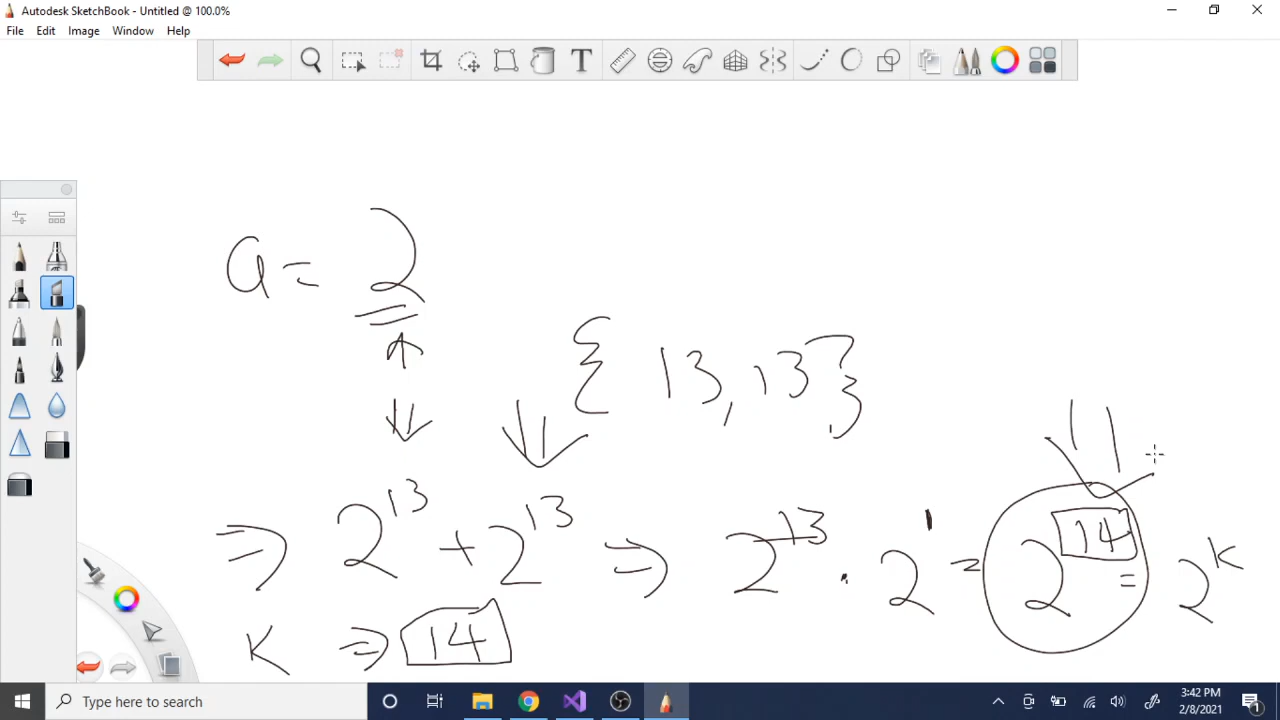 Autodesk SketchBook - Untitled @ 100.0%
File Edit Image Window Help
T
a = 2
{ 13, 13 }
⇒ 2^13 + 2^13 ⇒ 2^13 · 2^1 = 2^14 = 2^k
k ⇒ 14
Type here to search
3:42 PM
2/8/2021
1